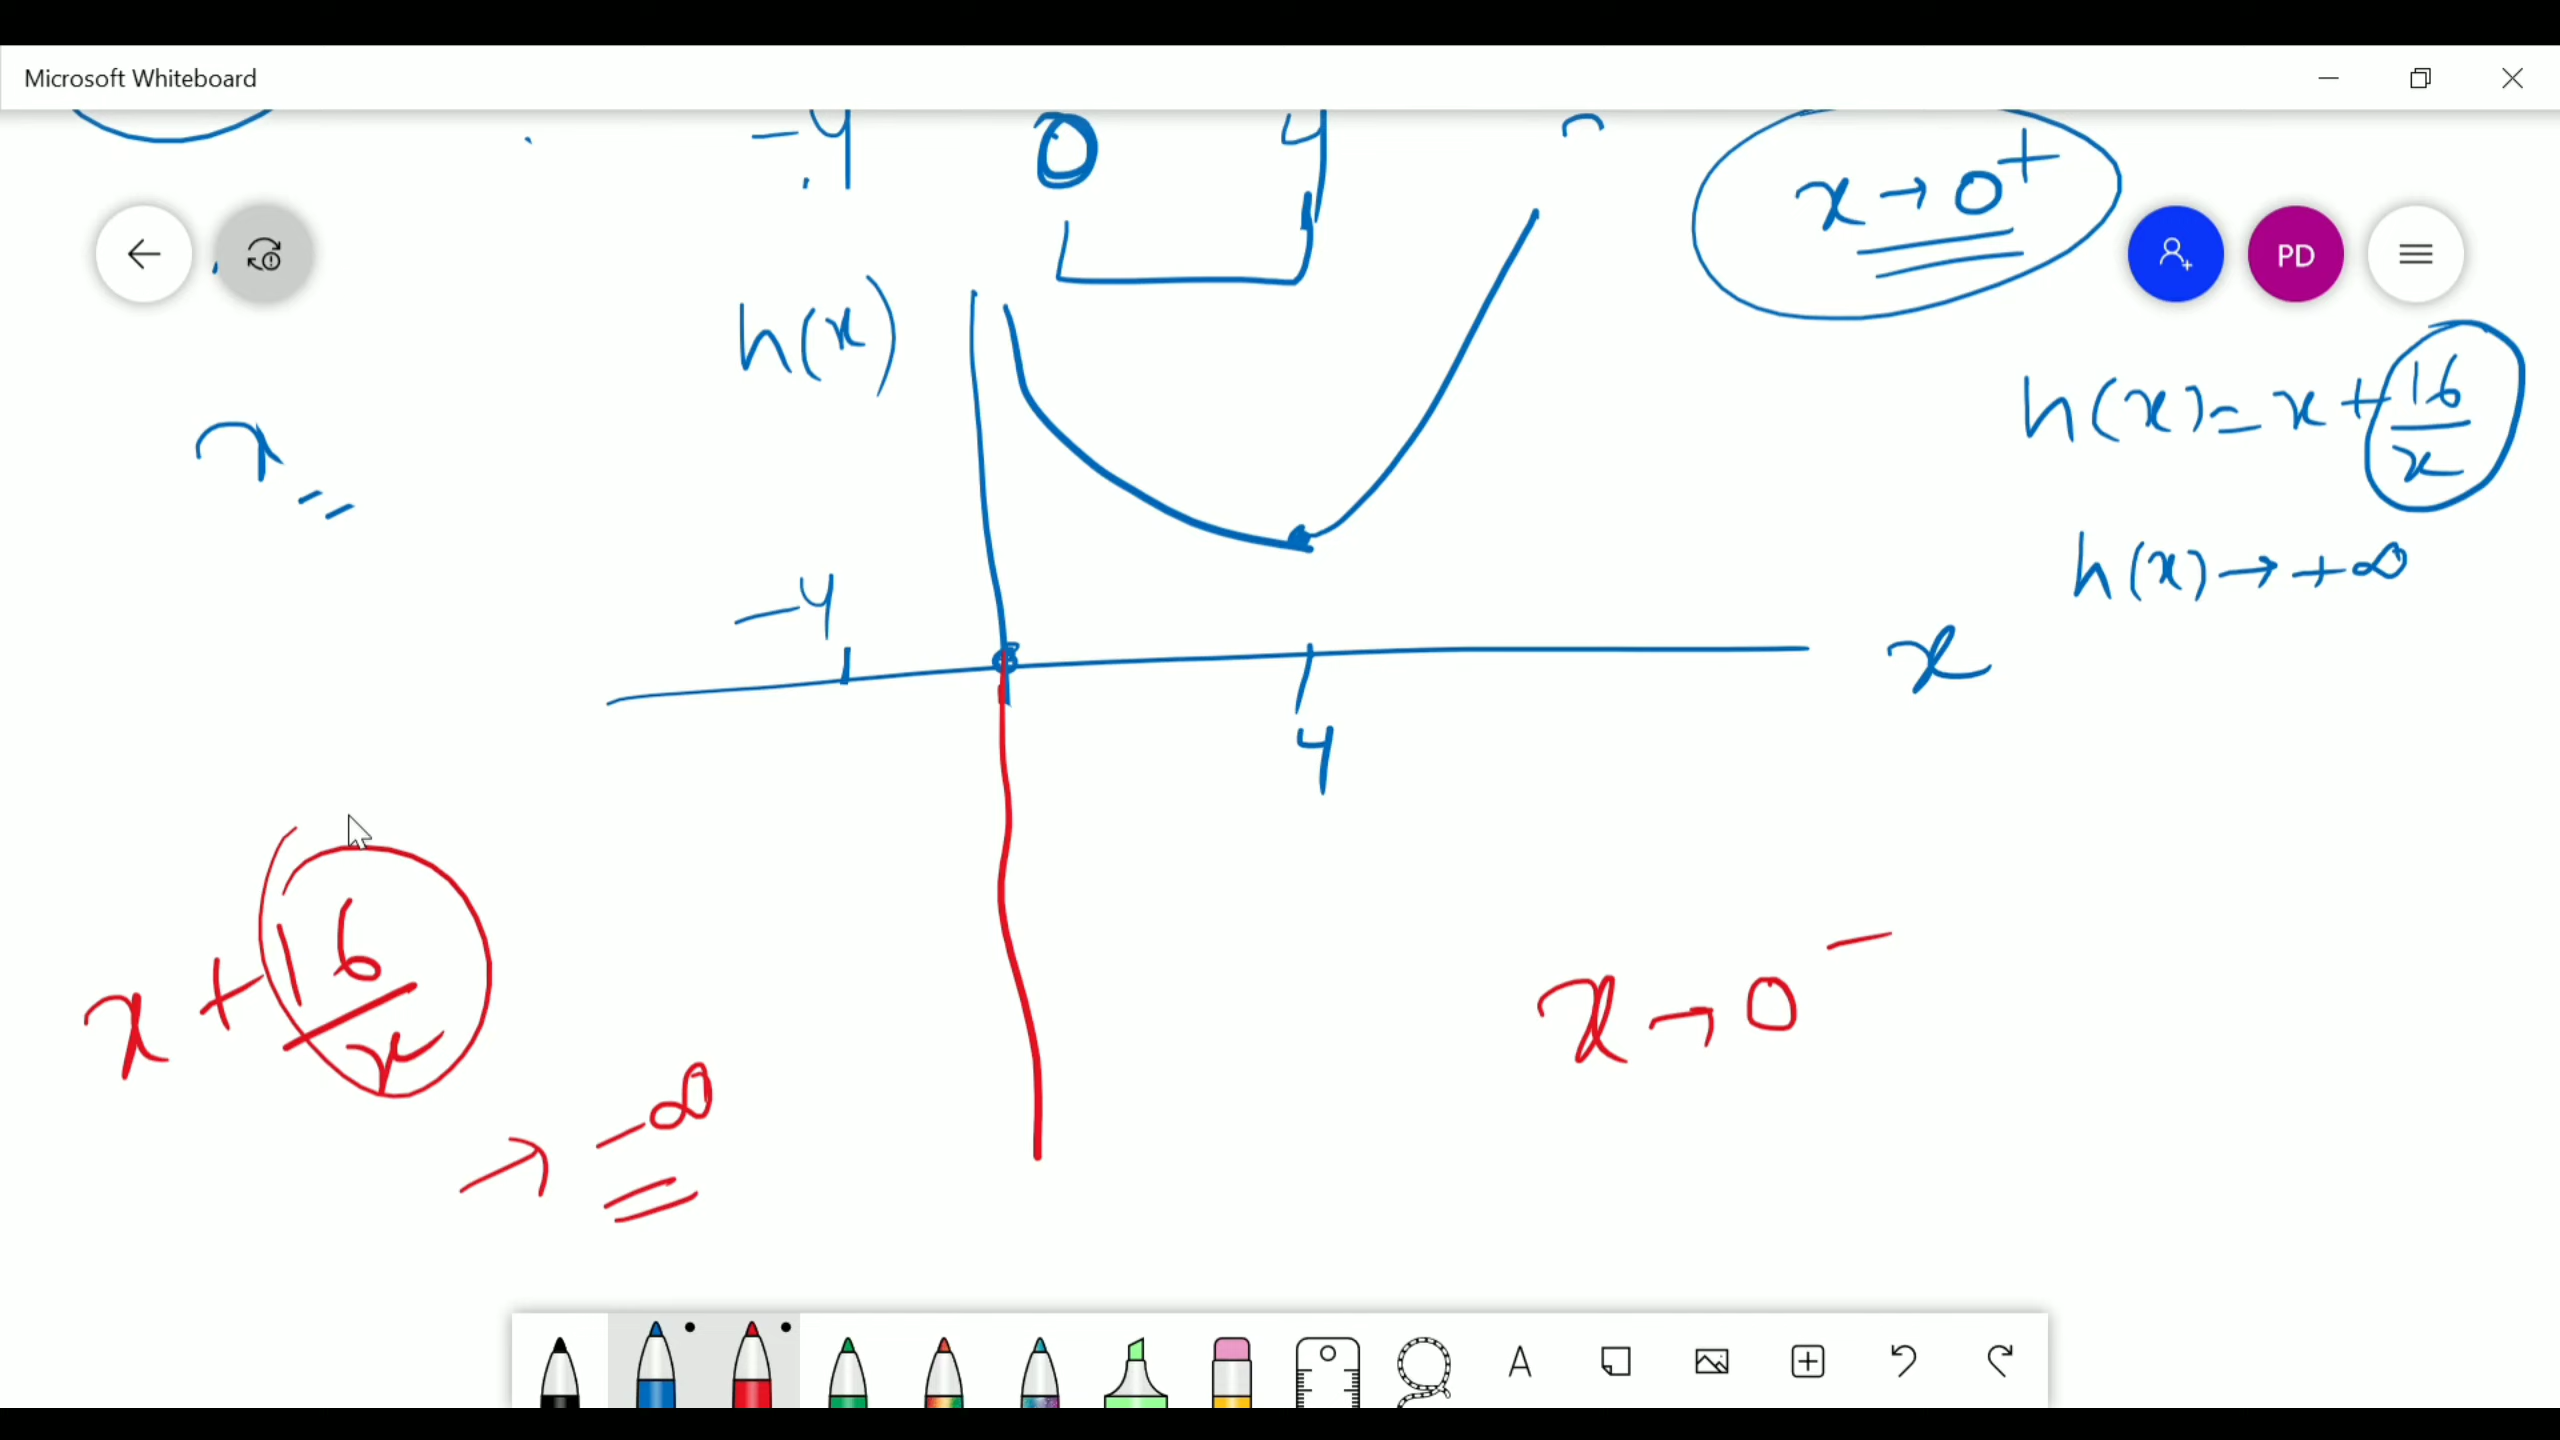 Microsoft Whiteboard
-4 0 4
x → 0+
PD
h(x)
h(x) = x + 16/x
h(x) → +∞
-4
x
4
x + 16/x
→ -∞
x → 0-
A